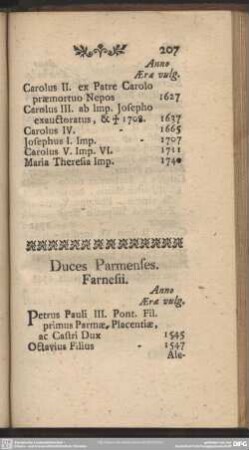 207
Anno
Æræ vulg.
Carolus II. ex Patre Carolo
præmortuo Nepos 1627
Carolus III. ab Imp. Josepho
exauctoratus, & ☩ 1708. 1637
Carolus IV. - 1665
Josephus I. Imp. - 1707
Carolus V. Imp. VI. 1711
Maria Theresia Imp. 1740
Duces Parmenses.
Farnesii.
Anno
Æræ vulg.
Petrus Pauli III. Pont. Fil.
primus Parmæ, Placentiæ,
ac Castri Dux 1545
Octavius Filius - 1547
Ale-